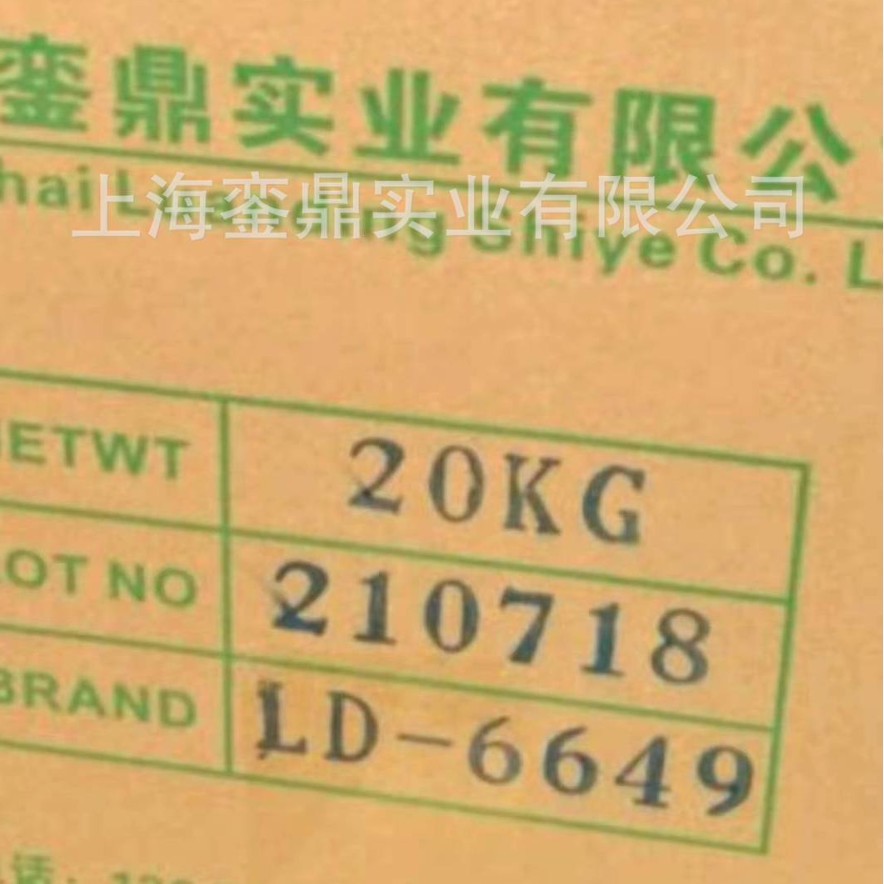 銮鼎实业有限公
上海銮鼎实业有限公司
hai Shiye Co. L
ETWT 20KG
OT NO 210718
BRAND LD-6649